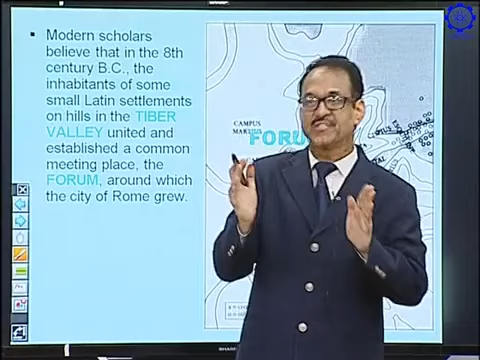 Modern scholars
believe that in the 8th
century B.C., the
inhabitants of some
small Latin settlements
on hills in the TIBER
VALLEY united and
established a common
meeting place, the
FORUM, around which
the city of Rome grew.
CAMPUS
MARTIUS
FORU